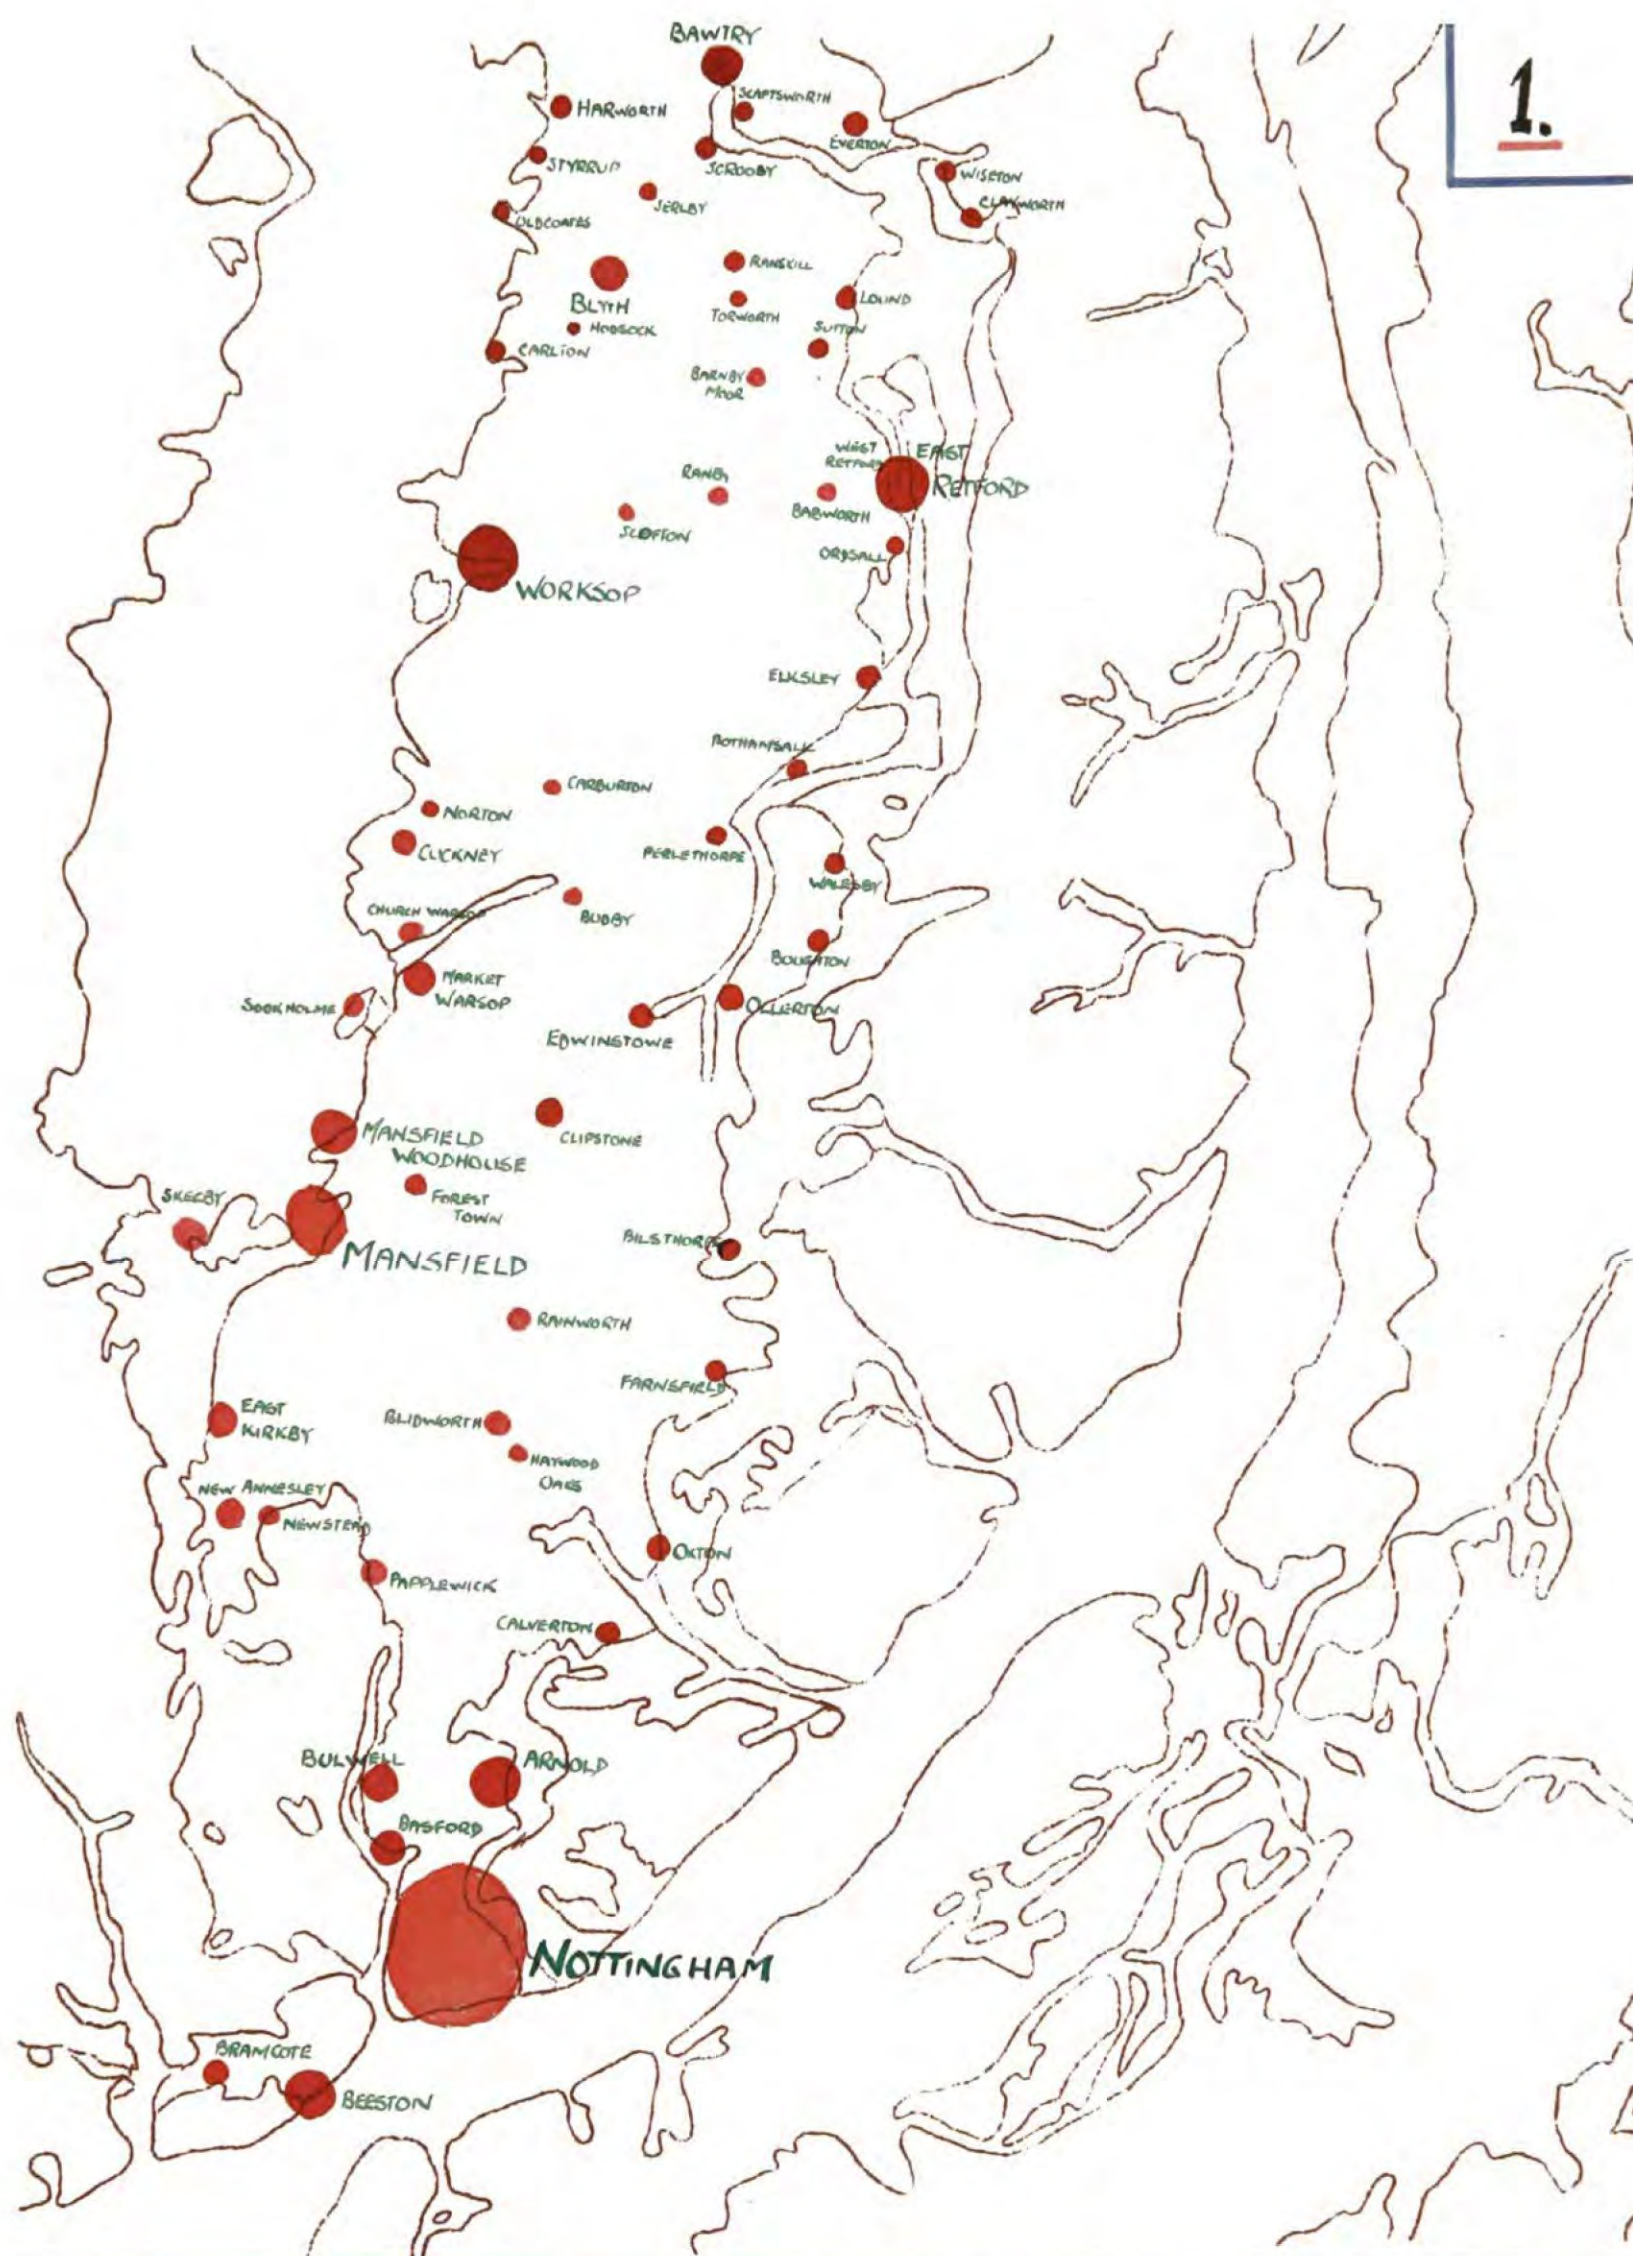 BAWTRY
1.
SCAFTSWORTH
HARWORTH
EVERTON
STYRRUP
SCROOBY
WISETON
SERLBY
CLAYWORTH
OLDCOATES
RANSKILL
BLYTH
LOUND
TORWORTH
HODSOCK
SUTTON
CARLTON
BARNBY
MOOR
WEST
RETFORD
EAST
RETFORD
RANBY
BABWORTH
SCOFTON
ORDSALL
WORKSOP
ELKSLEY
BOTHAMSALL
CARBURTON
NORTON
CUCKNEY
PERLETHORPE
WALESBY
CHURCH WARSOP
BUDBY
BOUGHTON
MARKET
WARSOP
SOOKHOLME
OLLERTON
EDWINSTOWE
MANSFIELD
WOODHOUSE
CLIPSTONE
SKEGBY
FOREST
TOWN
MANSFIELD
BILSTHORPE
RAINWORTH
FARNSFIELD
EAST
KIRKBY
BLIDWORTH
HAYWOOD
OAKS
NEW ANNESLEY
NEWSTEAD
OXTON
PAPPLEWICK
CALVERTON
BULWELL
ARNOLD
BASFORD
NOTTINGHAM
BRAMCOTE
BEESTON